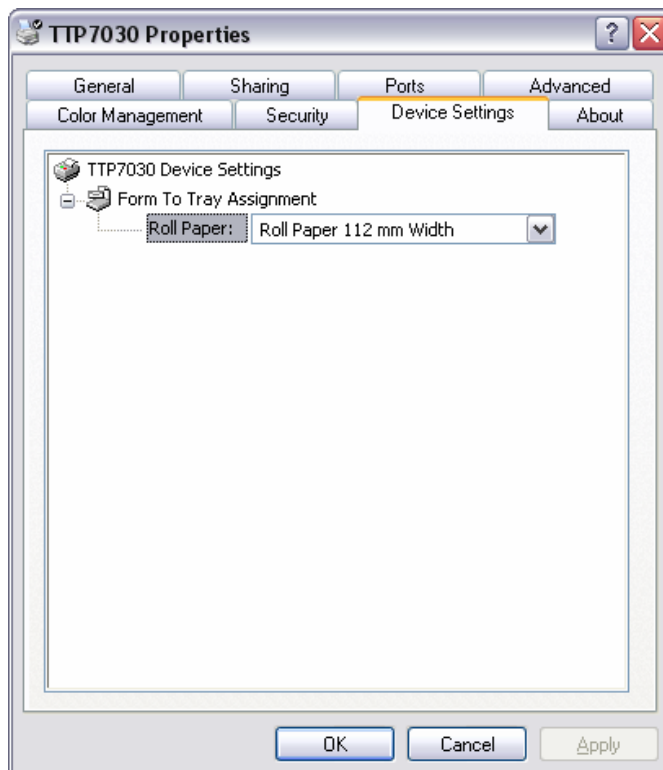 TTP7030 Properties
General Sharing Ports Advanced
Color Management Security Device Settings About
TTP7030 Device Settings
Form To Tray Assignment
Roll Paper: Roll Paper 112 mm Width
OK Cancel Apply